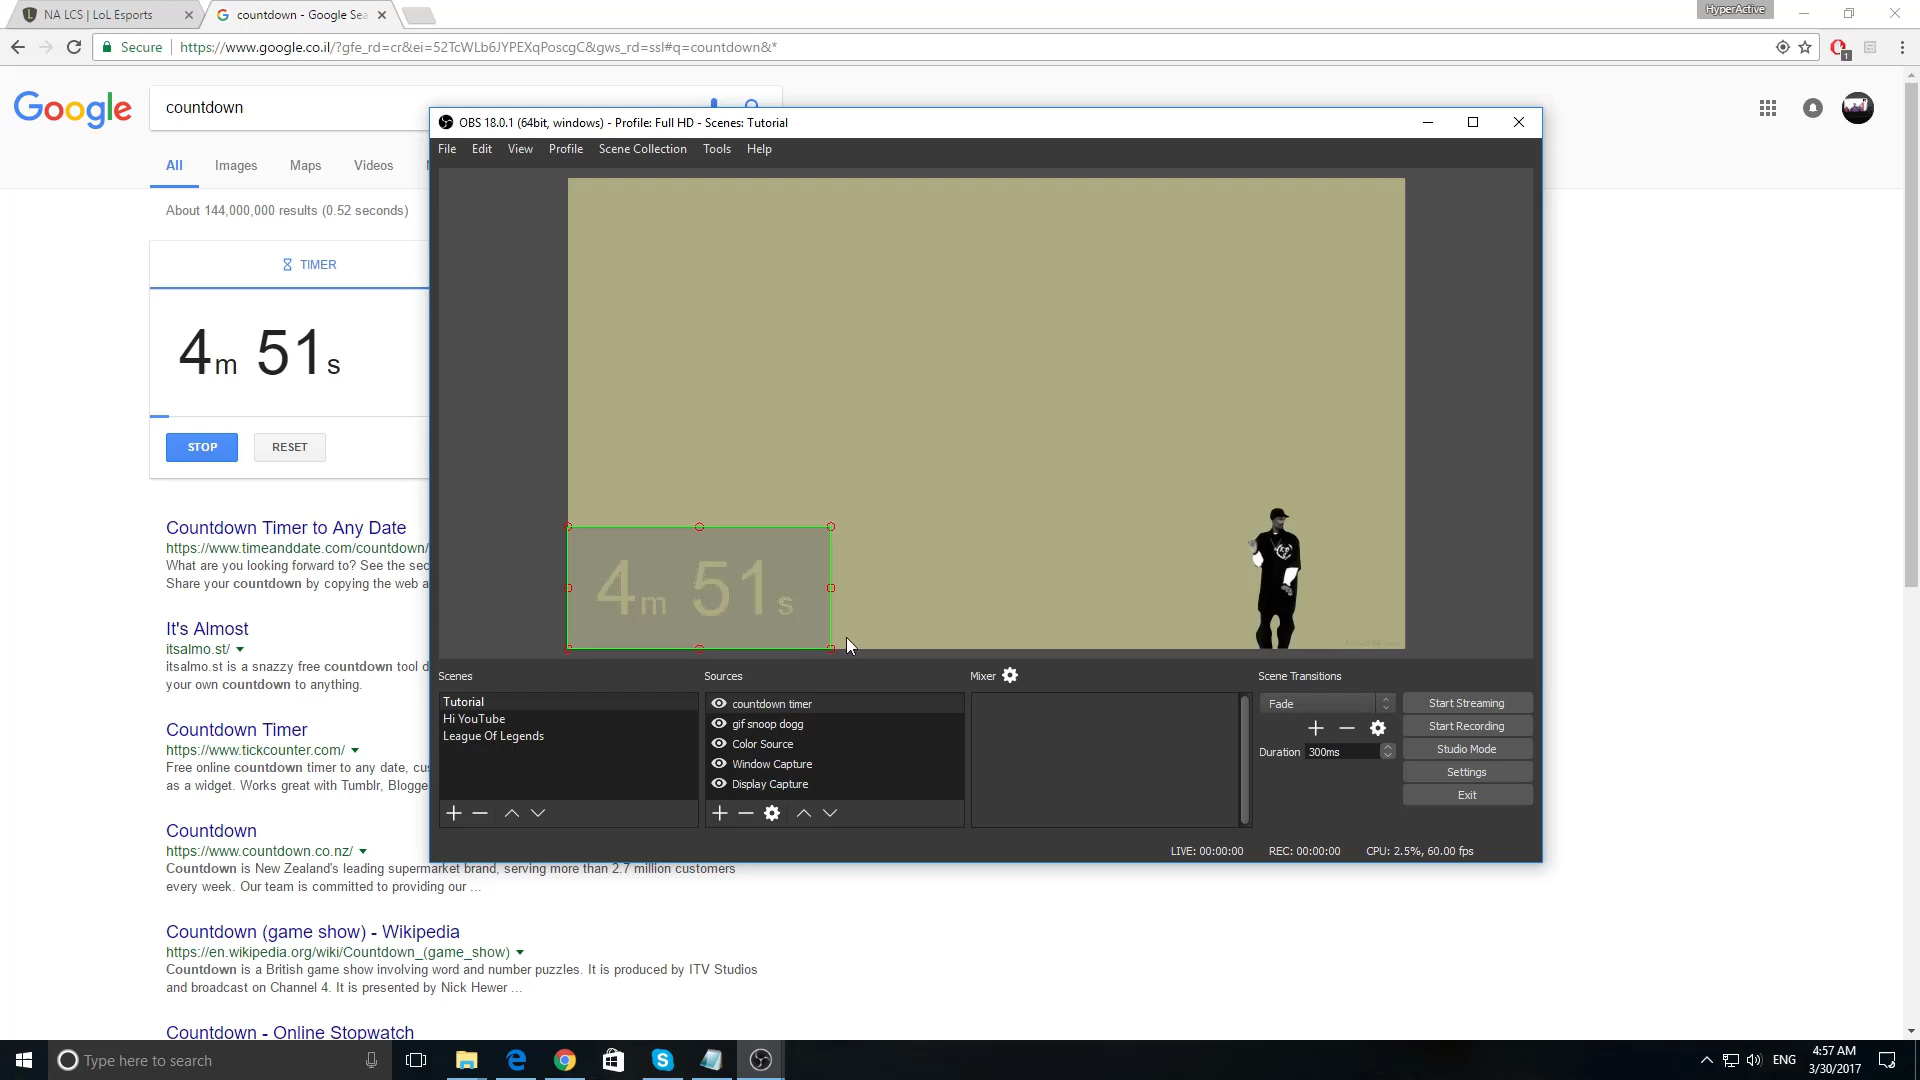 NA LCS | LoL Esports
countdown - Google Sea
HyperActive
Secure
https://www.google.co.il/?gfe_rd=cr&ei=52TcWLb6JYPEXqPoscgC&gws_rd=ssl#q=countdown&*
1
Google
countdown
All
Images
Maps
Videos
About 144,000,000 results (0.52 seconds)
TIMER
4m 51s
STOP
RESET
Countdown Timer to Any Date
https://www.timeanddate.com/countdown/
What are you looking forward to? See the sec
Share your countdown by copying the web a
It's Almost
itsalmo.st/
itsalmo.st is a snazzy free countdown tool d
your own countdown to anything.
Countdown Timer
https://www.tickcounter.com/
Free online countdown timer to any date, cus
as a widget. Works great with Tumblr, Blogge
Countdown
https://www.countdown.co.nz/
Countdown is New Zealand's leading supermarket brand, serving more than 2.7 million customers
every week. Our team is committed to providing our ...
Countdown (game show) - Wikipedia
https://en.wikipedia.org/wiki/Countdown_(game_show)
Countdown is a British game show involving word and number puzzles. It is produced by ITV Studios
and broadcast on Channel 4. It is presented by Nick Hewer ...
Countdown - Online Stopwatch
OBS 18.0.1 (64bit, windows) - Profile: Full HD - Scenes: Tutorial
File
Edit
View
Profile
Scene Collection
Tools
Help
4m 51s
Scenes
Tutorial
Hi YouTube
League Of Legends
Sources
countdown timer
gif snoop dogg
Color Source
Window Capture
Display Capture
Mixer
Scene Transitions
Fade
Duration 300ms
Start Streaming
Start Recording
Studio Mode
Settings
Exit
LIVE: 00:00:00
REC: 00:00:00
CPU: 2.5%, 60.00 fps
Type here to search
ENG
4:57 AM
3/30/2017